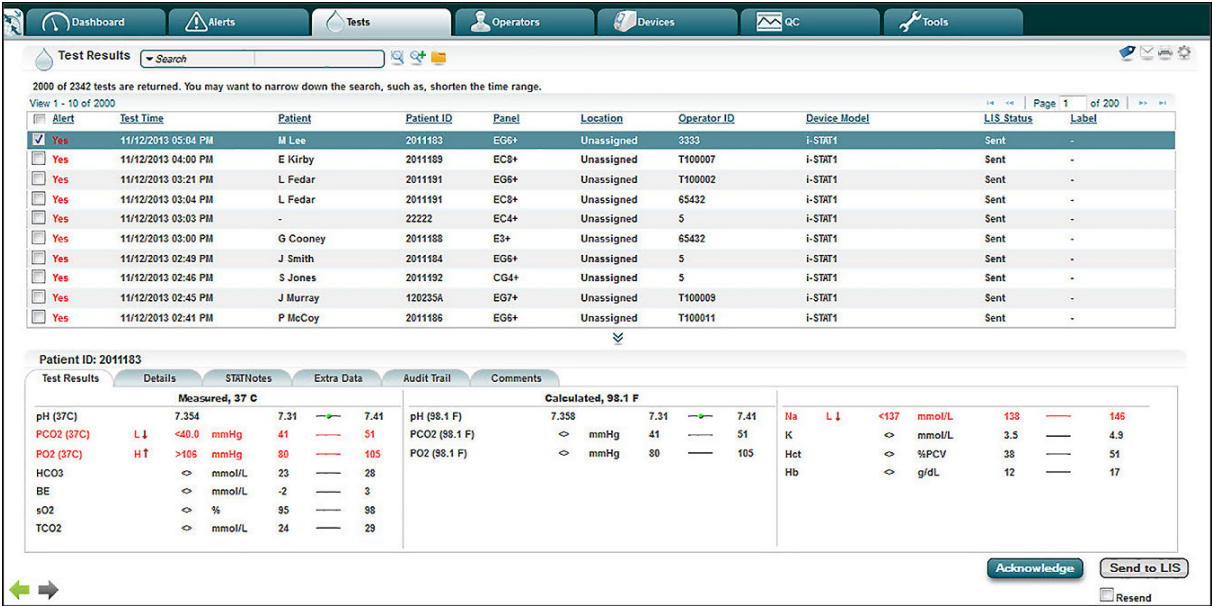 Dashboard Alerts Tests Operators Devices QC Tools
Test Results Search
2000 of 2342 tests are returned. You may want to narrow down the search, such as, shorten the time range.
View 1 - 10 of 2000 Page 1 of 200
Alert Test Time Patient Patient ID Panel Location Operator ID Device Model LIS Status Label
Yes 11/12/2013 05:04 PM M Lee 2011183 EG6+ Unassigned 3333 i-STAT1 Sent -
Yes 11/12/2013 04:00 PM E Kirby 2011189 EC8+ Unassigned T100007 i-STAT1 Sent -
Yes 11/12/2013 03:21 PM L Fedar 2011191 EG6+ Unassigned T100002 i-STAT1 Sent -
Yes 11/12/2013 03:04 PM L Fedar 2011191 EC8+ Unassigned 65432 i-STAT1 Sent -
Yes 11/12/2013 03:03 PM - 22222 EC4+ Unassigned 5 i-STAT1 Sent -
Yes 11/12/2013 03:00 PM G Cooney 2011188 E3+ Unassigned 65432 i-STAT1 Sent -
Yes 11/12/2013 02:49 PM J Smith 2011184 EG6+ Unassigned 5 i-STAT1 Sent -
Yes 11/12/2013 02:46 PM S Jones 2011192 CG4+ Unassigned 5 i-STAT1 Sent -
Yes 11/12/2013 02:45 PM J Murray 120235A EG7+ Unassigned T100009 i-STAT1 Sent -
Yes 11/12/2013 02:41 PM P McCoy 2011186 EG6+ Unassigned T100011 i-STAT1 Sent -
Patient ID: 2011183
Test Results Details STATNotes Extra Data Audit Trail Comments
Measured, 37 C Calculated, 98.1 F
pH (37C) 7.354 7.31 7.41 pH (98.1 F) 7.358 7.31 7.41 Na L↓ <137 mmol/L 138 146
PCO2 (37C) L↓ <40.0 mmHg 41 51 PCO2 (98.1 F) <> mmHg 41 51 K <> mmol/L 3.5 4.9
PO2 (37C) H↑ >106 mmHg 80 105 PO2 (98.1 F) <> mmHg 80 105 Hct <> %PCV 38 51
HCO3 <> mmol/L 23 28 Hb <> g/dL 12 17
BE <> mmol/L -2 3
sO2 <> % 95 98
TCO2 <> mmol/L 24 29
Acknowledge Send to LIS
Resend